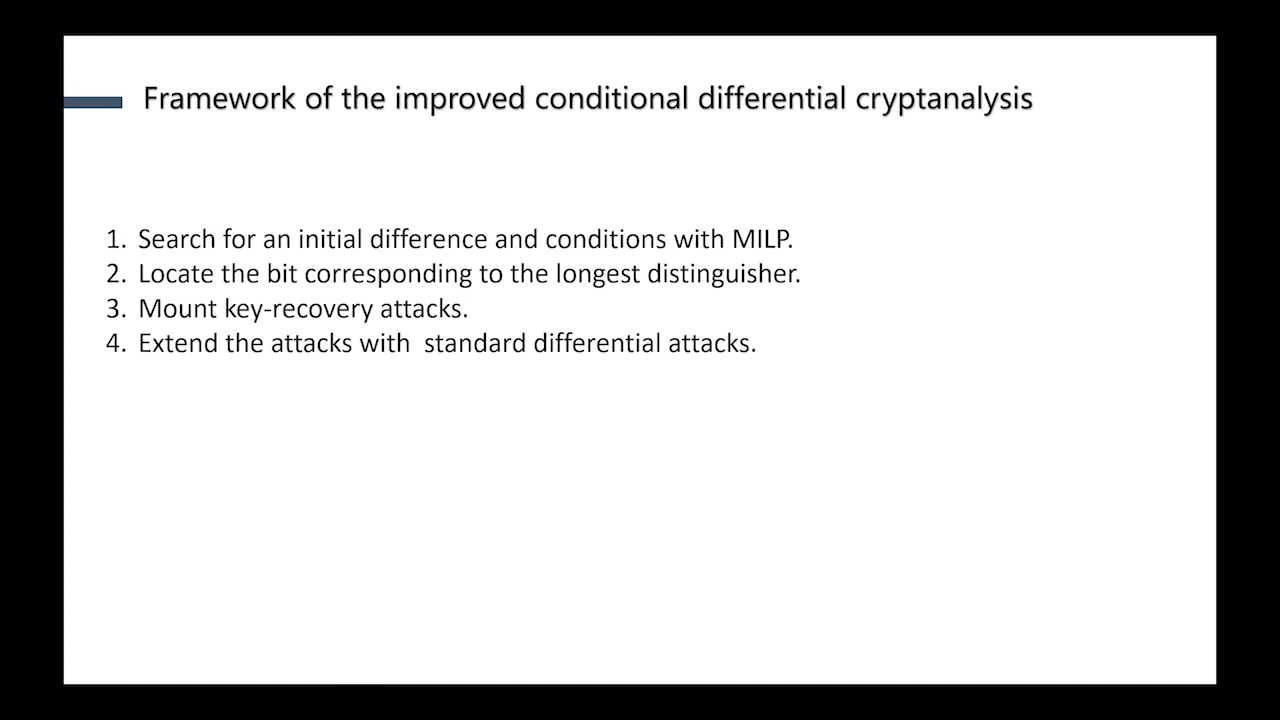 Framework of the improved conditional differential cryptanalysis
1. Search for an initial difference and conditions with MILP.
2. Locate the bit corresponding to the longest distinguisher.
3. Mount key-recovery attacks.
4. Extend the attacks with  standard differential attacks.